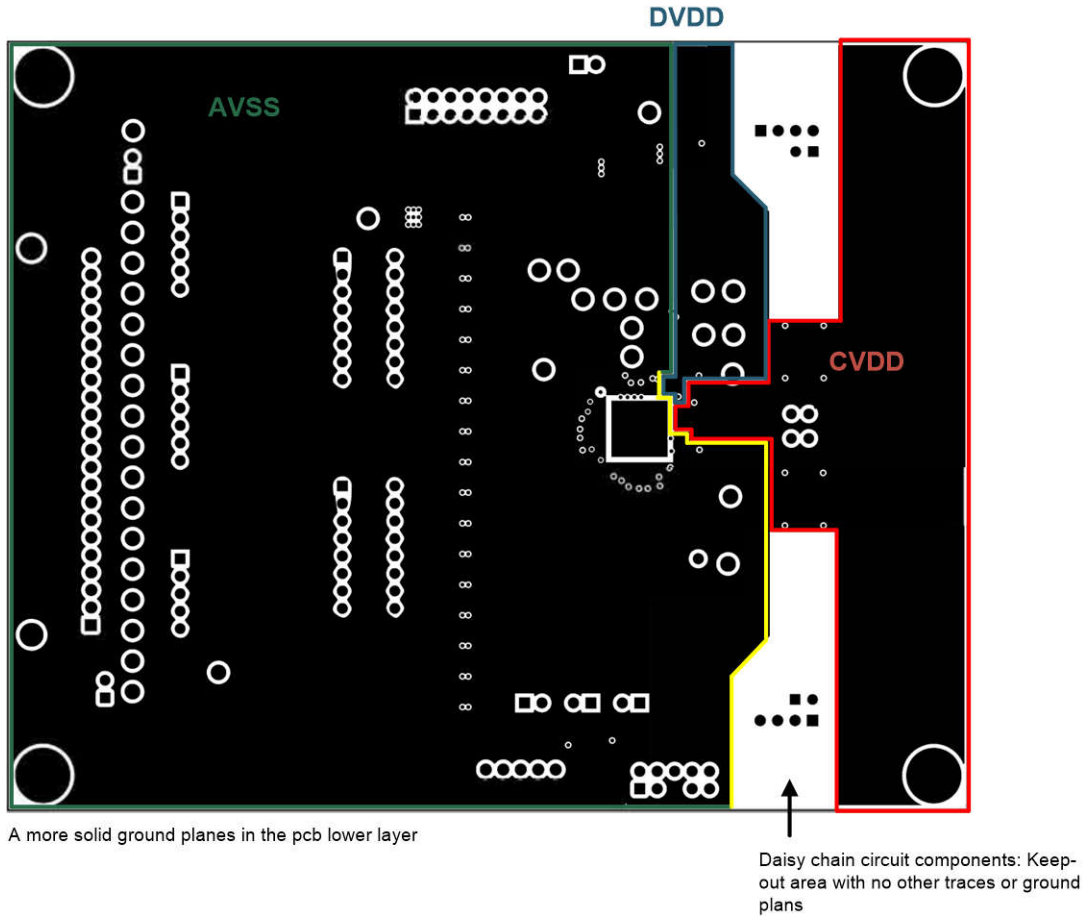 DVDD
AVSS
CVDD
A more solid ground planes in the pcb lower layer
Daisy chain circuit components: Keep-
out area with no other traces or ground
plans